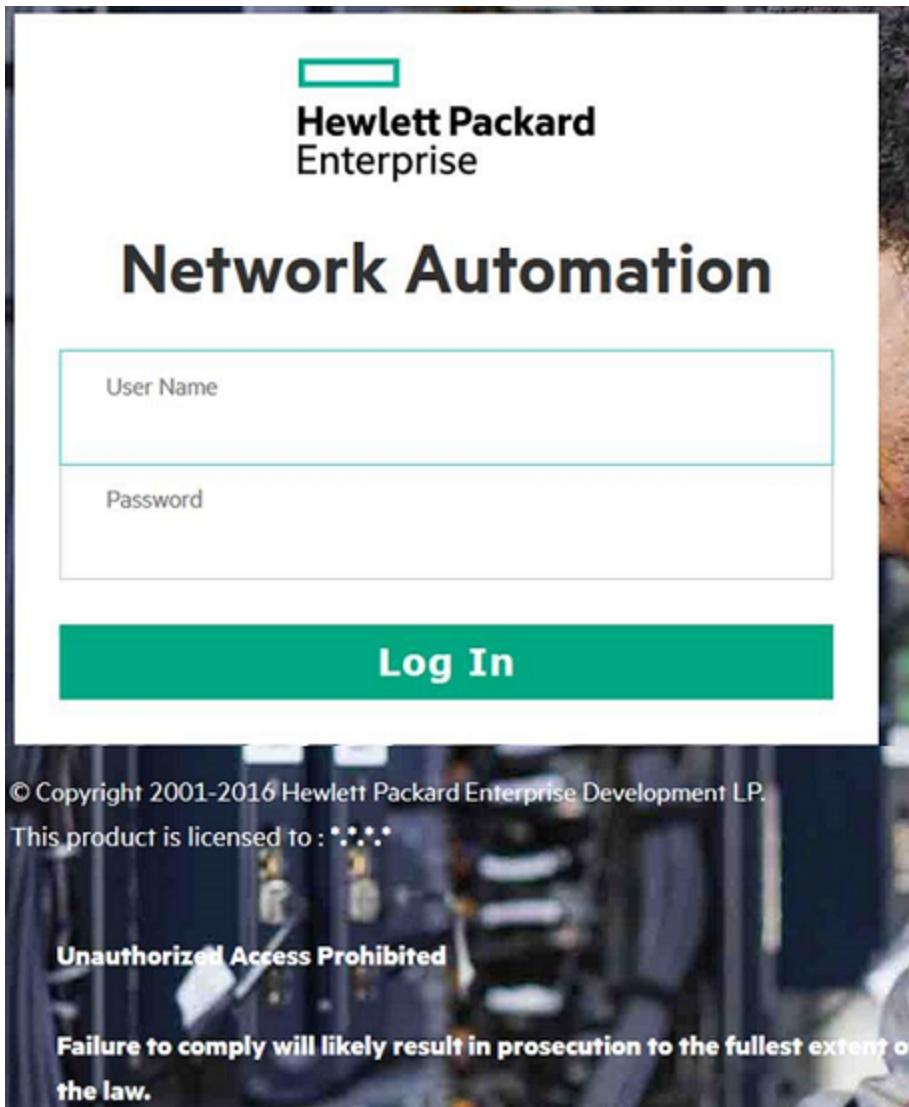 Hewlett Packard
Enterprise
Network Automation
User Name
Password
Log In
© Copyright 2001-2016 Hewlett Packard Enterprise Development LP.
This product is licensed to : *.*.*.*
Unauthorized Access Prohibited
Failure to comply will likely result in prosecution to the fullest extent o
the law.